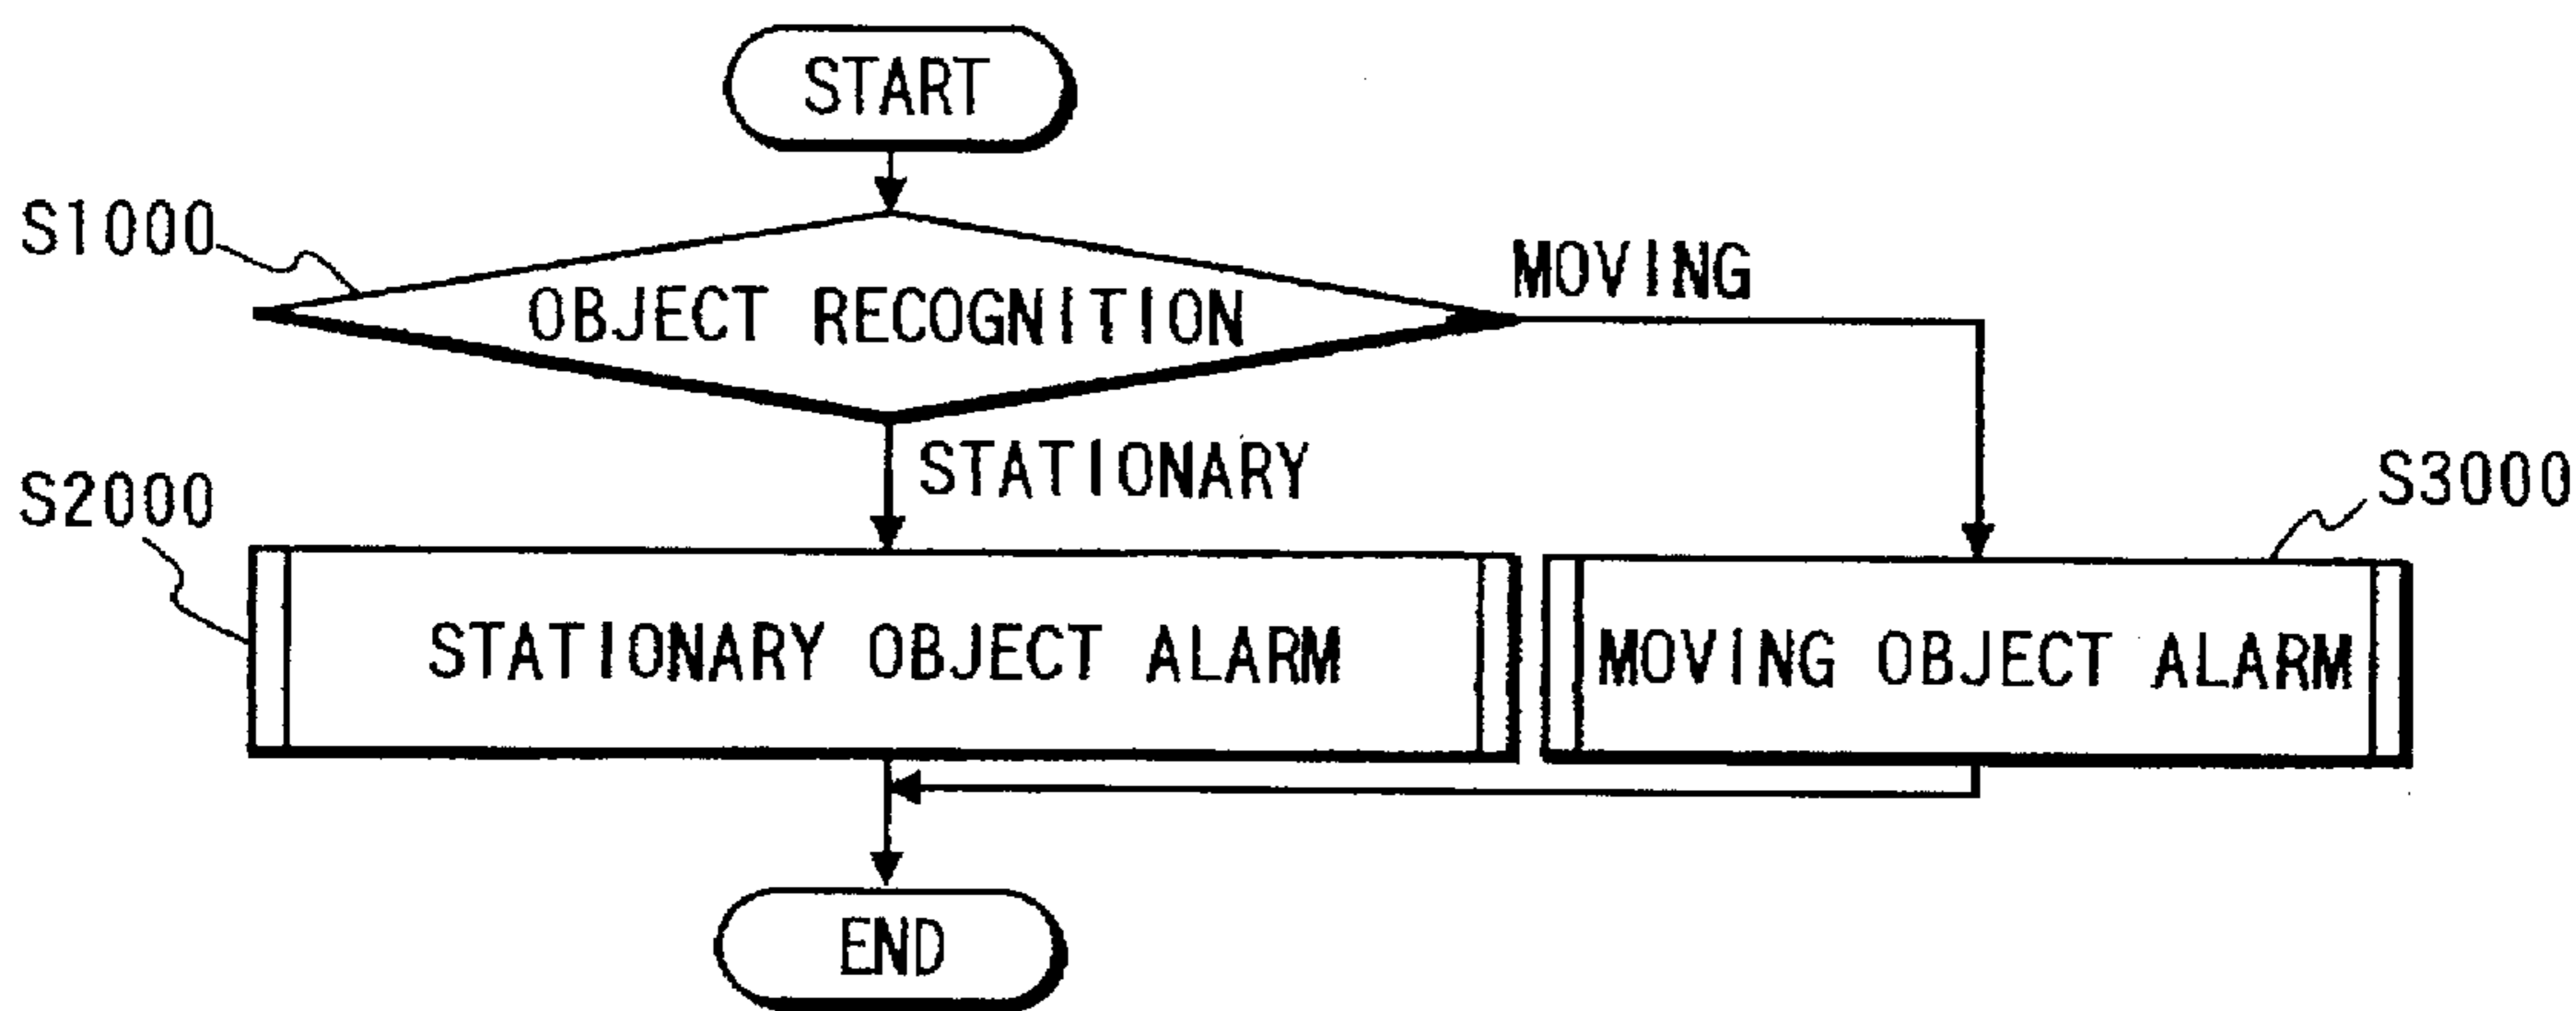 START
S1000
OBJECT RECOGNITION
MOVING
STATIONARY
S2000
S3000
STATIONARY OBJECT ALARM
MOVING OBJECT ALARM
END